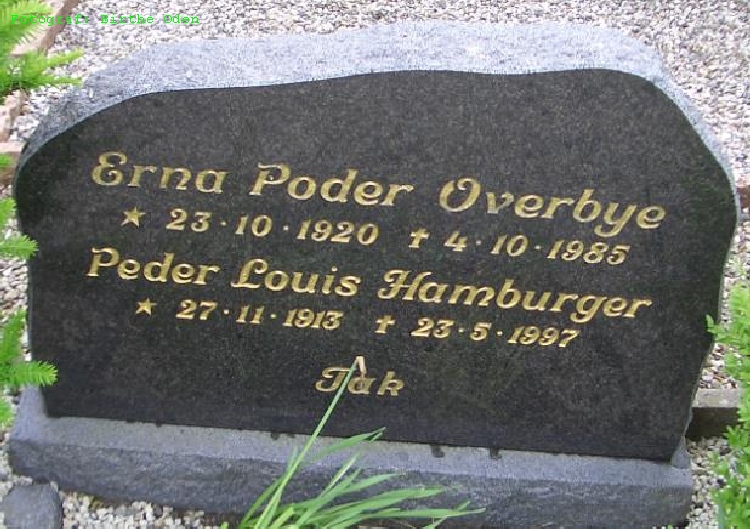 Fotograf: Birthe Oden
Erna Poder Overbye
★ 23·10·1920 † 4·10·1985
Peder Louis Hamburger
★ 27·11·1913 † 23·5·1997
Tak